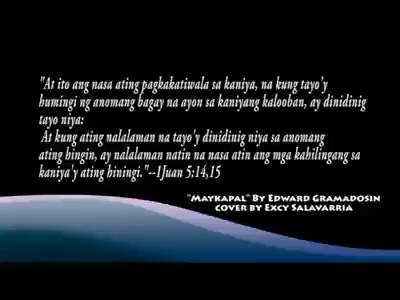 "At ito ang nasa ating pagkakatiwala sa kaniya, na kung tayo'y
humingi ng anomang bagay na ayon sa kaniyang kalooban, ay dinidinig
tayo niya:
At kung ating nalalaman na tayo'y dinidinig niya sa anomang
ating hingin, ay nalalaman natin na nasa atin ang mga kahilingang sa
kaniya'y ating hiningi."--1Juan 5:14,15
"Maykapal" By Edward Gramadosin
cover by Excy Salavarria